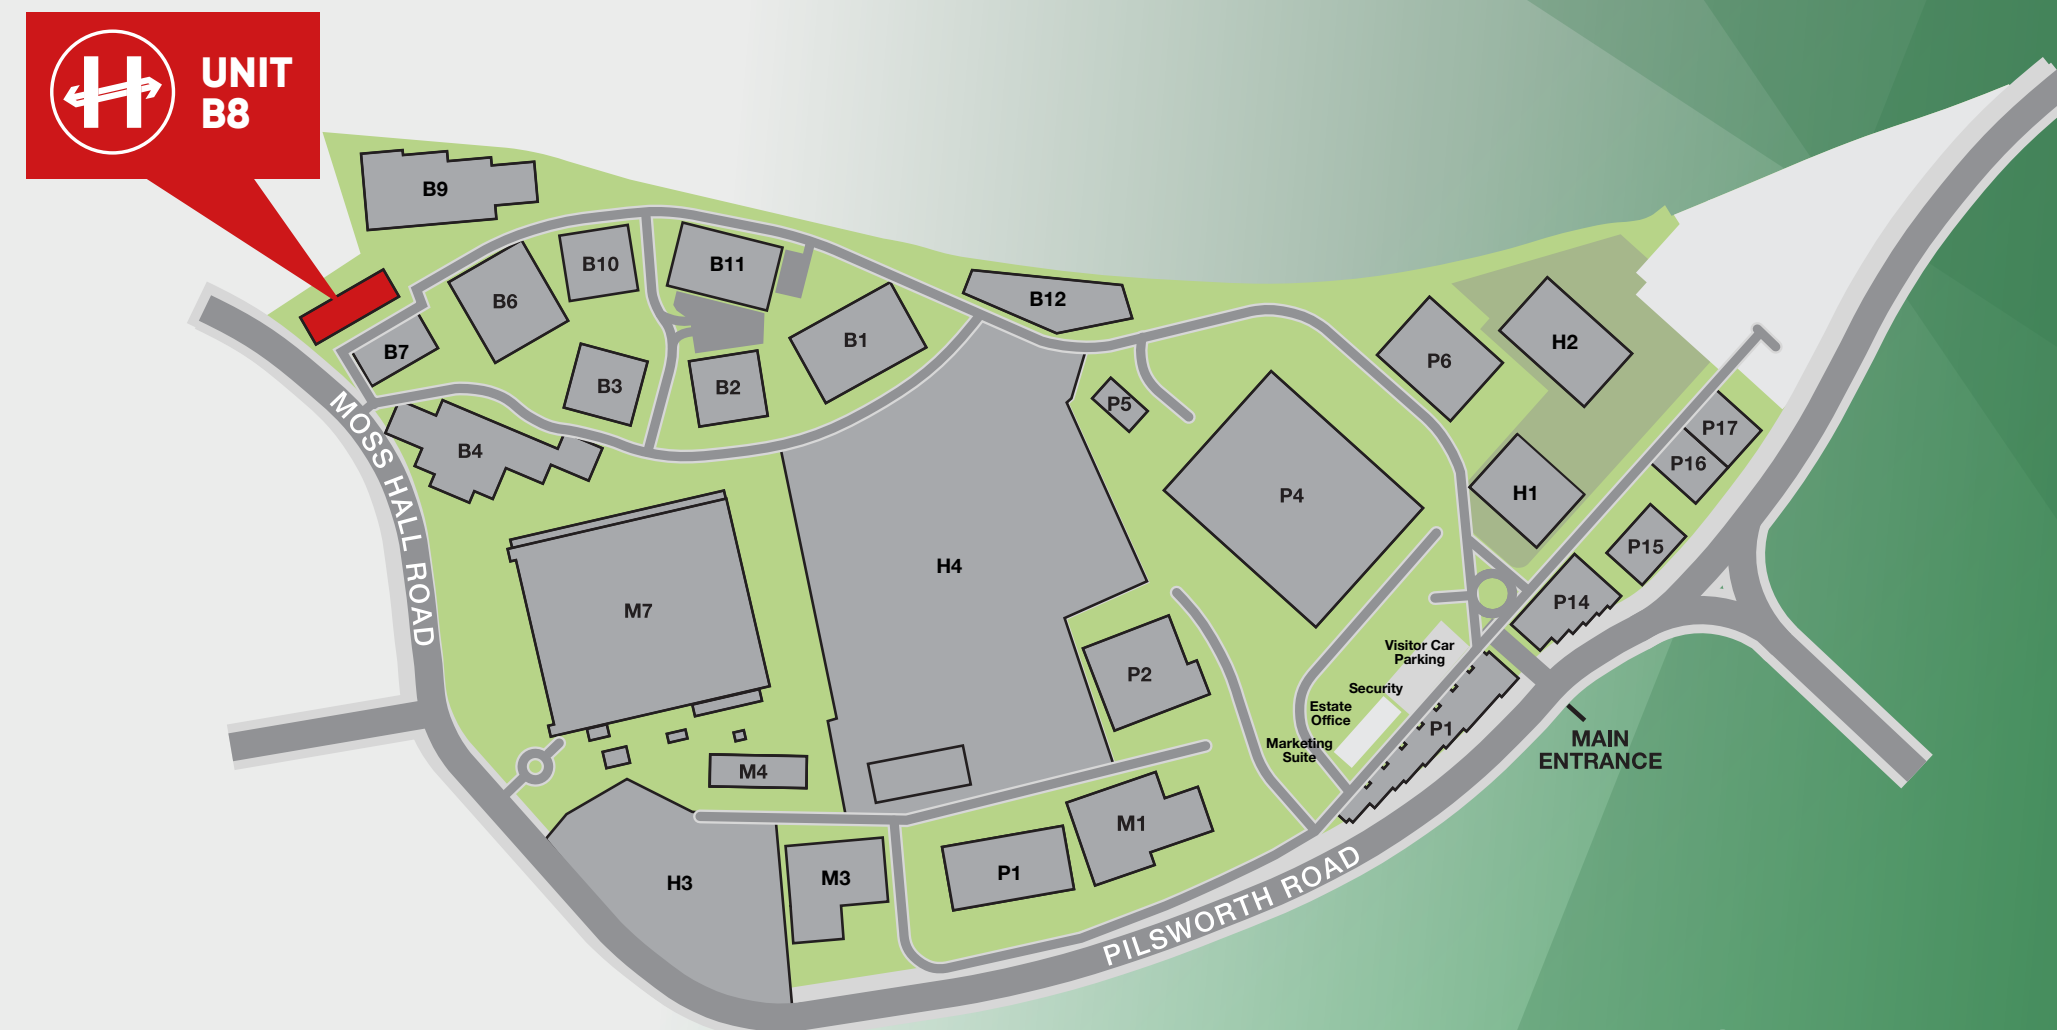 H
UNIT
B8
B9
B10
B11
B6
B12
B1
B7
B3
B2
B4
P5
P6
H2
P17
P16
P4
H1
P15
P14
H4
M7
P2
MOSS HALL ROAD
Visitor Car
Parking
Security
Estate
Office
Marketing
Suite
P1
MAIN
ENTRANCE
M4
M1
P1
M3
H3
PILSWORTH ROAD